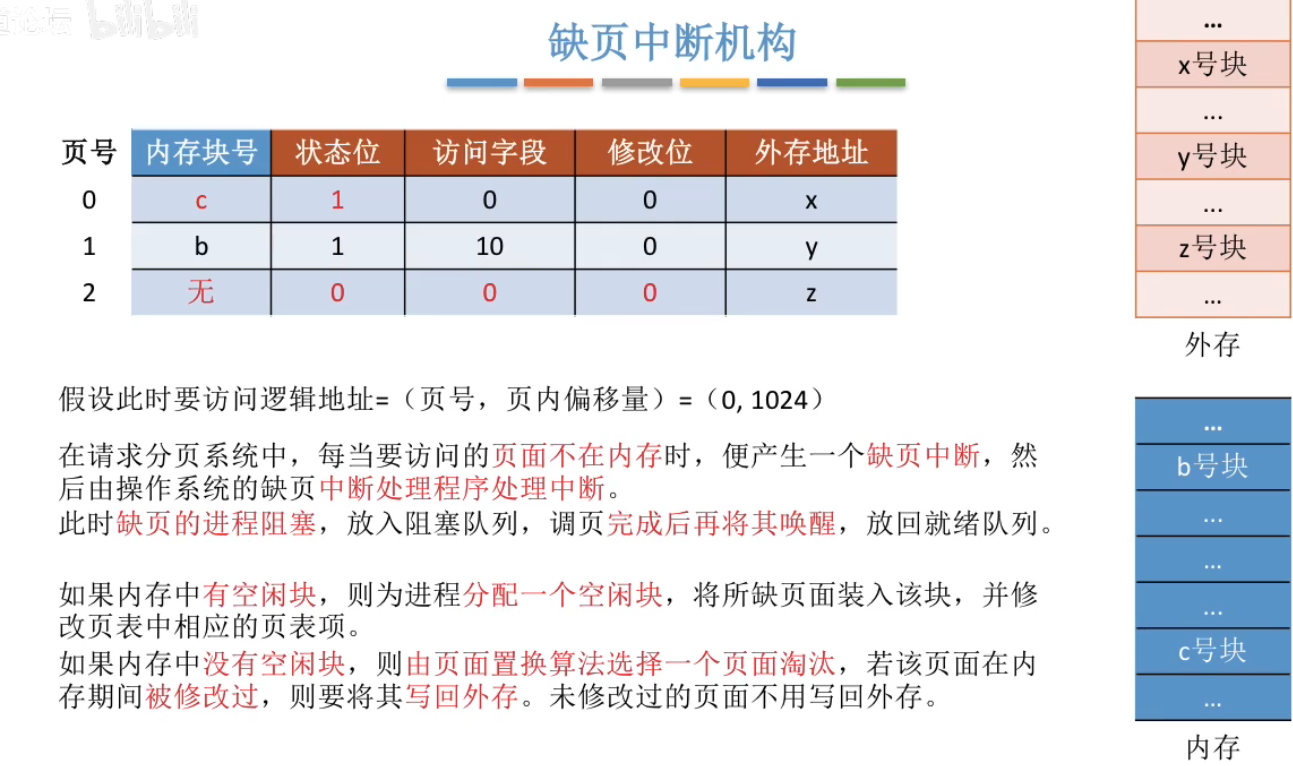 bilibili
缺页中断机构
页号 内存块号 状态位 访问字段 修改位 外存地址
0 c 1 0 0 x
1 b 1 10 0 y
2 无 0 0 0 z
假设此时要访问逻辑地址=（页号，页内偏移量）=（0, 1024）
在请求分页系统中，每当要访问的页面不在内存时，便产生一个缺页中断，然
后由操作系统的缺页中断处理程序处理中断。
此时缺页的进程阻塞，放入阻塞队列，调页完成后再将其唤醒，放回就绪队列。
如果内存中有空闲块，则为进程分配一个空闲块，将所缺页面装入该块，并修
改页表中相应的页表项。
如果内存中没有空闲块，则由页面置换算法选择一个页面淘汰，若该页面在内
存期间被修改过，则要将其写回外存。未修改过的页面不用写回外存。
...
x号块
...
y号块
...
z号块
...
外存
...
b号块
...
...
...
c号块
...
内存